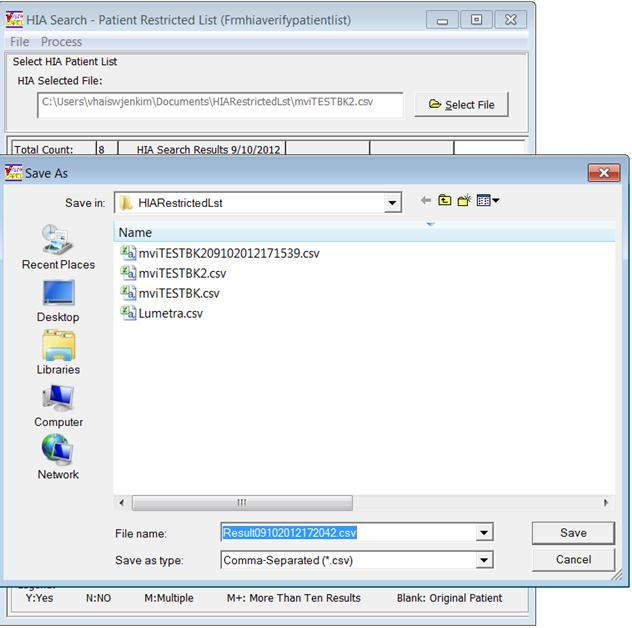 HIA Search - Patient Restricted List (Frmhiaverifypatientlist)
File Process
Select HIA Patient List
HIA Selected File:
C:\Users\vhaiswjenkim\Documents\HIARestrictedLst\mviTESTBK2.csv
Select File
Total Count: 8 HIA Search Results 9/10/2012
Save As
Save in: HIARestrictedLst
Name
mviTESTBK209102012171539.csv
mviTESTBK2.csv
mviTESTBK.csv
Lumetra.csv
Recent Places
Desktop
Libraries
Computer
Network
File name: Result09102012172042.csv Save
Save as type: Comma-Separated (*.csv) Cancel
Y:Yes N:NO M:Multiple M+: More Than Ten Results Blank: Original Patient